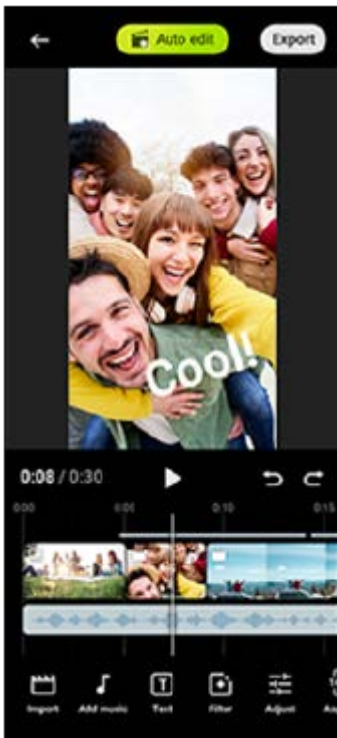 Auto edit
Export
Cool!
0:08 / 0:30
0:00
0:05
0:10
0:15
Import
Add music
Text
Filter
Adjust